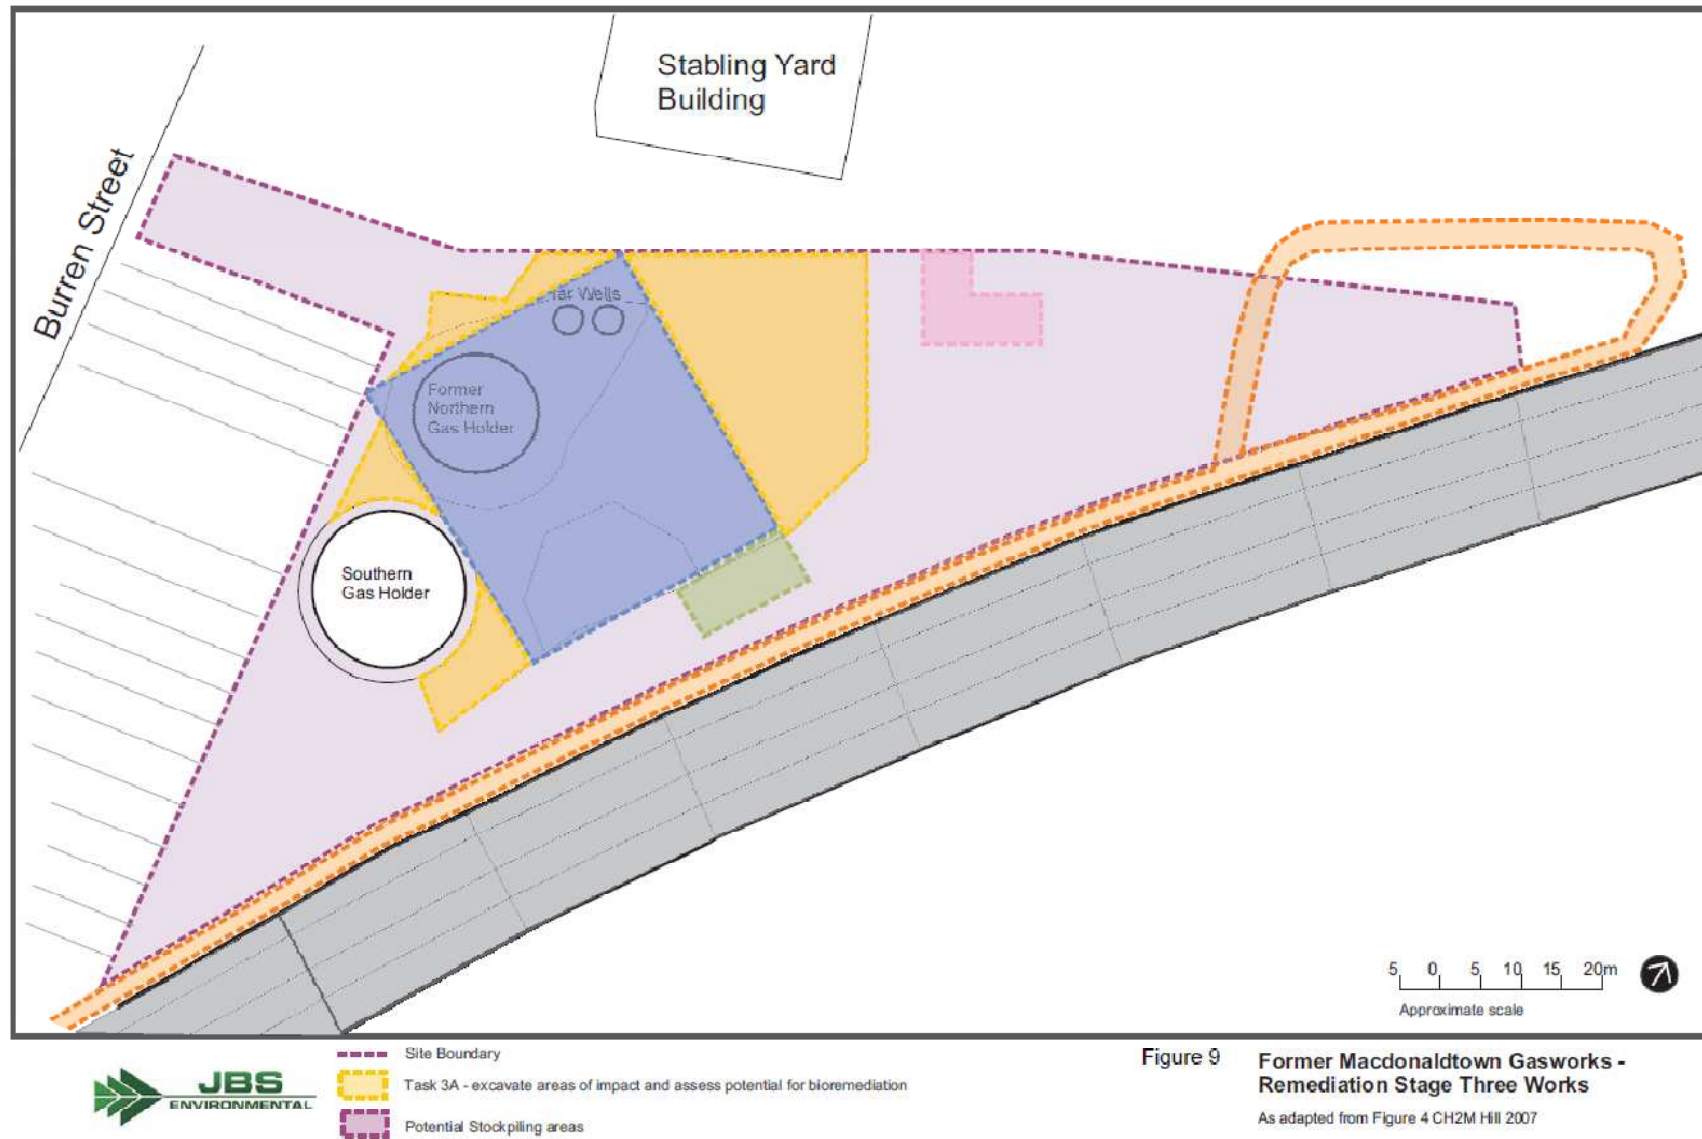 Stabling Yard
Building
Burren Street
Tar Wells
Former
Northern
Gas Holder
Southern
Gas Holder
5 0 5 10 15 20m
Approximate scale
JBS
ENVIRONMENTAL
Site Boundary
Task 3A - excavate areas of impact and assess potential for bioremediation
Potential Stockpiling areas
Figure 9
Former Macdonaldtown Gasworks -
Remediation Stage Three Works
As adapted from Figure 4 CH2M Hill 2007